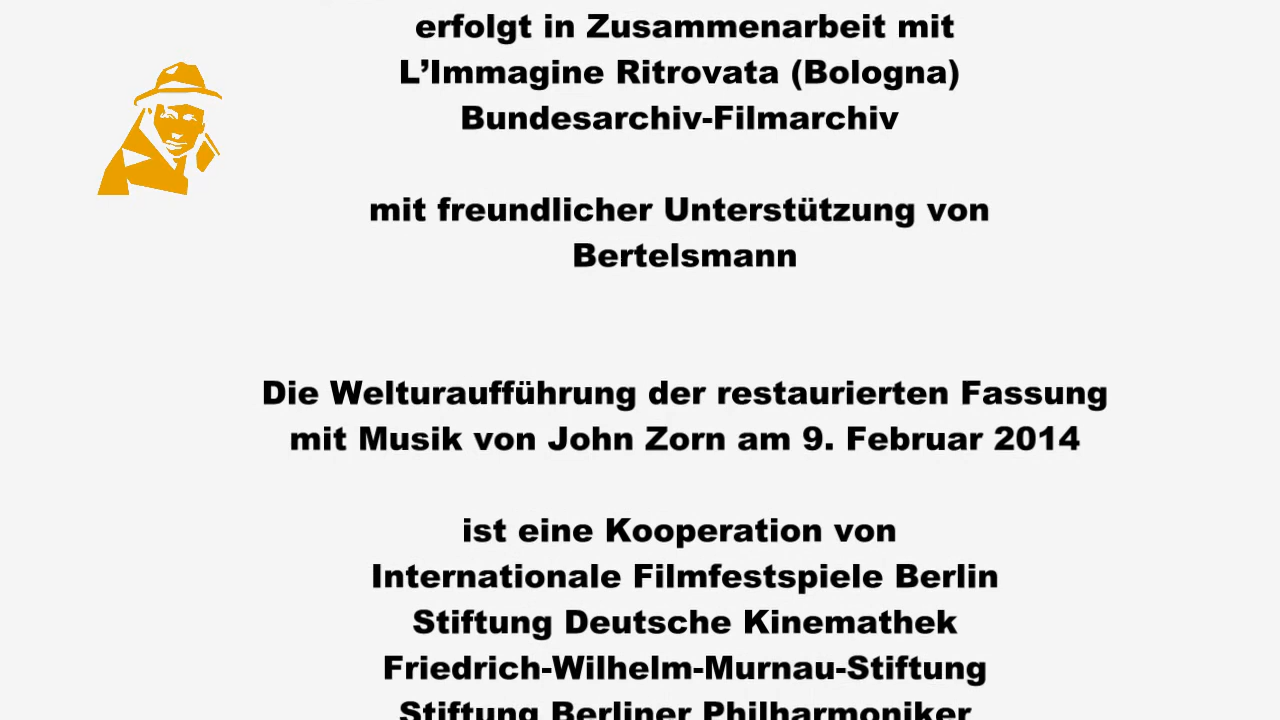 erfolgt in Zusammenarbeit mit
L’Immagine Ritrovata (Bologna)
Bundesarchiv-Filmarchiv
mit freundlicher Unterstützung von
Bertelsmann
Die Welturaufführung der restaurierten Fassung
mit Musik von John Zorn am 9. Februar 2014
ist eine Kooperation von
Internationale Filmfestspiele Berlin
Stiftung Deutsche Kinemathek
Friedrich-Wilhelm-Murnau-Stiftung
Stiftung Berliner Philharmoniker